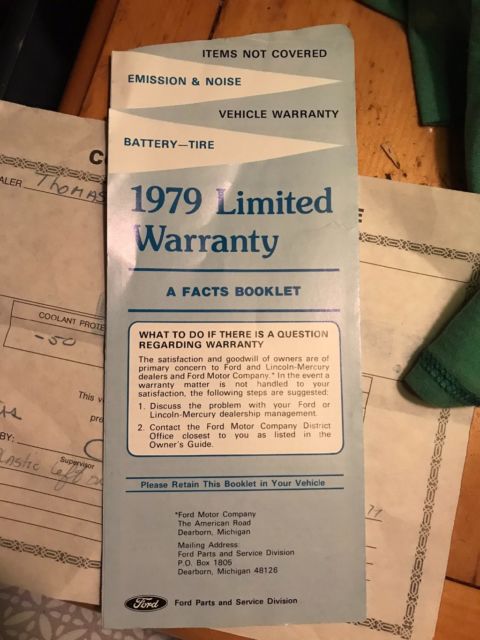 ITEMS NOT COVERED
EMISSION & NOISE
VEHICLE WARRANTY
BATTERY—TIRE
1979 Limited
Warranty
A FACTS BOOKLET
WHAT TO DO IF THERE IS A QUESTION
REGARDING WARRANTY
The satisfaction and goodwill of owners are of
primary concern to Ford and Lincoln-Mercury
dealers and Ford Motor Company.* In the event a
warranty matter is not handled to your
satisfaction, the following steps are suggested:
1. Discuss the problem with your Ford or
Lincoln-Mercury dealership management.
2. Contact the Ford Motor Company District
Office closest to you as listed in the
Owner's Guide.
Please Retain This Booklet in Your Vehicle
*Ford Motor Company
The American Road
Dearborn, Michigan
Mailing Address:
Ford Parts and Service Division
P.O. Box 1805
Dearborn, Michigan 48126
Ford Ford Parts and Service Division
THOMAS
COOLANT PROTE
-50
This v
BY:
Supervisor